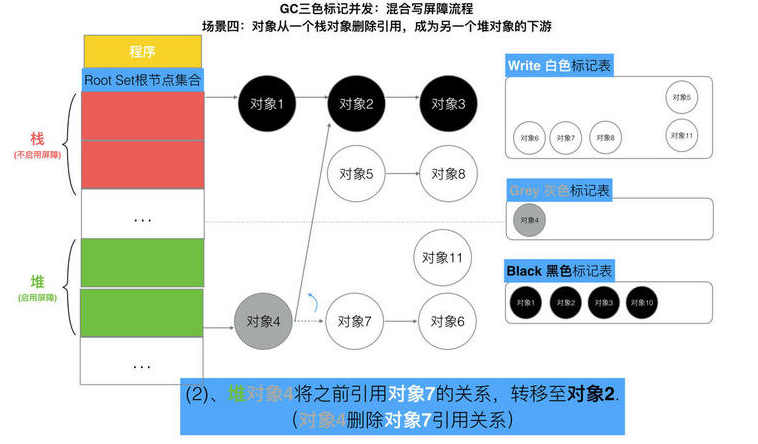 GC三色标记并发：混合写屏障流程
场景四：对象从一个栈对象删除引用，成为另一个堆对象的下游
程序
Root Set根节点集合
栈
(不启用屏障)
...
堆
(启用屏障)
...
对象1
对象2
对象3
对象5
对象8
对象11
对象4
对象7
对象6
Write 白色标记表
对象5
对象6
对象7
对象8
对象11
Grey 灰色标记表
对象4
Black 黑色标记表
对象1
对象2
对象3
对象10
(2)、堆对象4将之前引用对象7的关系，转移至对象2.
（对象4删除对象7引用关系）